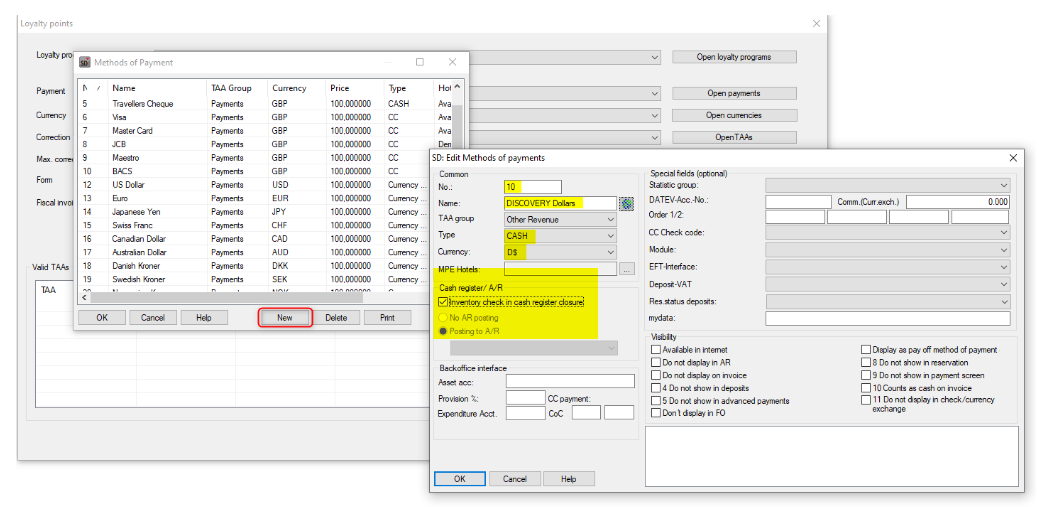 Loyalty points
Loyalty pro
Open loyalty programs
Payment
Open payments
Currency
Open currencies
Correction
OpenTAAs
Max. correc
Form
Fiscal invoi
Valid TAAs
TAA
SD Methods of Payment
N / Name TAA Group Currency Price Type Hot
5 Travellers Cheque Payments GBP 100,000000 CASH Ava
6 Visa Payments GBP 100,000000 CC Ava
7 Master Card Payments GBP 100,000000 CC Ava
8 JCB Payments GBP 100,000000 CC Den
9 Maestro Payments GBP 100,000000 CC
10 BACS Payments GBP 100,000000 CC
12 US Dollar Payments USD 100,000000 Currency ...
13 Euro Payments EUR 100,000000 Currency ...
14 Japanese Yen Payments JPY 100,000000 Currency ...
15 Swiss Franc Payments CHF 100,000000 Currency ...
16 Canadian Dollar Payments CAD 100,000000 Currency ...
17 Australian Dollar Payments AUD 100,000000 Currency ...
18 Danish Kroner Payments DKK 100,000000 Currency ...
19 Swedish Kroner Payments SEK 100,000000 Currency ...
OK Cancel Help New Delete Print
SD: Edit Methods of payments
Common
No.: 10
Name: DISCOVERY Dollars
TAA group Other Revenue
Type CASH
Currency: D$
MPE Hotels: ...
Cash register/ A/R
Inventory check in cash register closure
No AR posting
Posting to A/R
Backoffice interface
Asset acc:
Provision %: CC payment:
Expenditure Acct. CoC
OK Cancel Help
Special fields (optional)
Statistic group:
DATEV-Acc.-No.: Comm.(Curr.exch.) 0.000
Order 1/2:
CC Check code:
Module:
EFT-Interface:
Deposit-VAT
Res.status deposits:
mydata:
Visibility
Available in internet
Do not display in AR
Do not display on invoice
4 Do not show in deposits
5 Do not show in advanced payments
Don't display in FO
Display as pay off method of payment
8 Do not show in reservation
9 Do not show in payment screen
10 Counts as cash on invoice
11 Do not display in check/currency
exchange